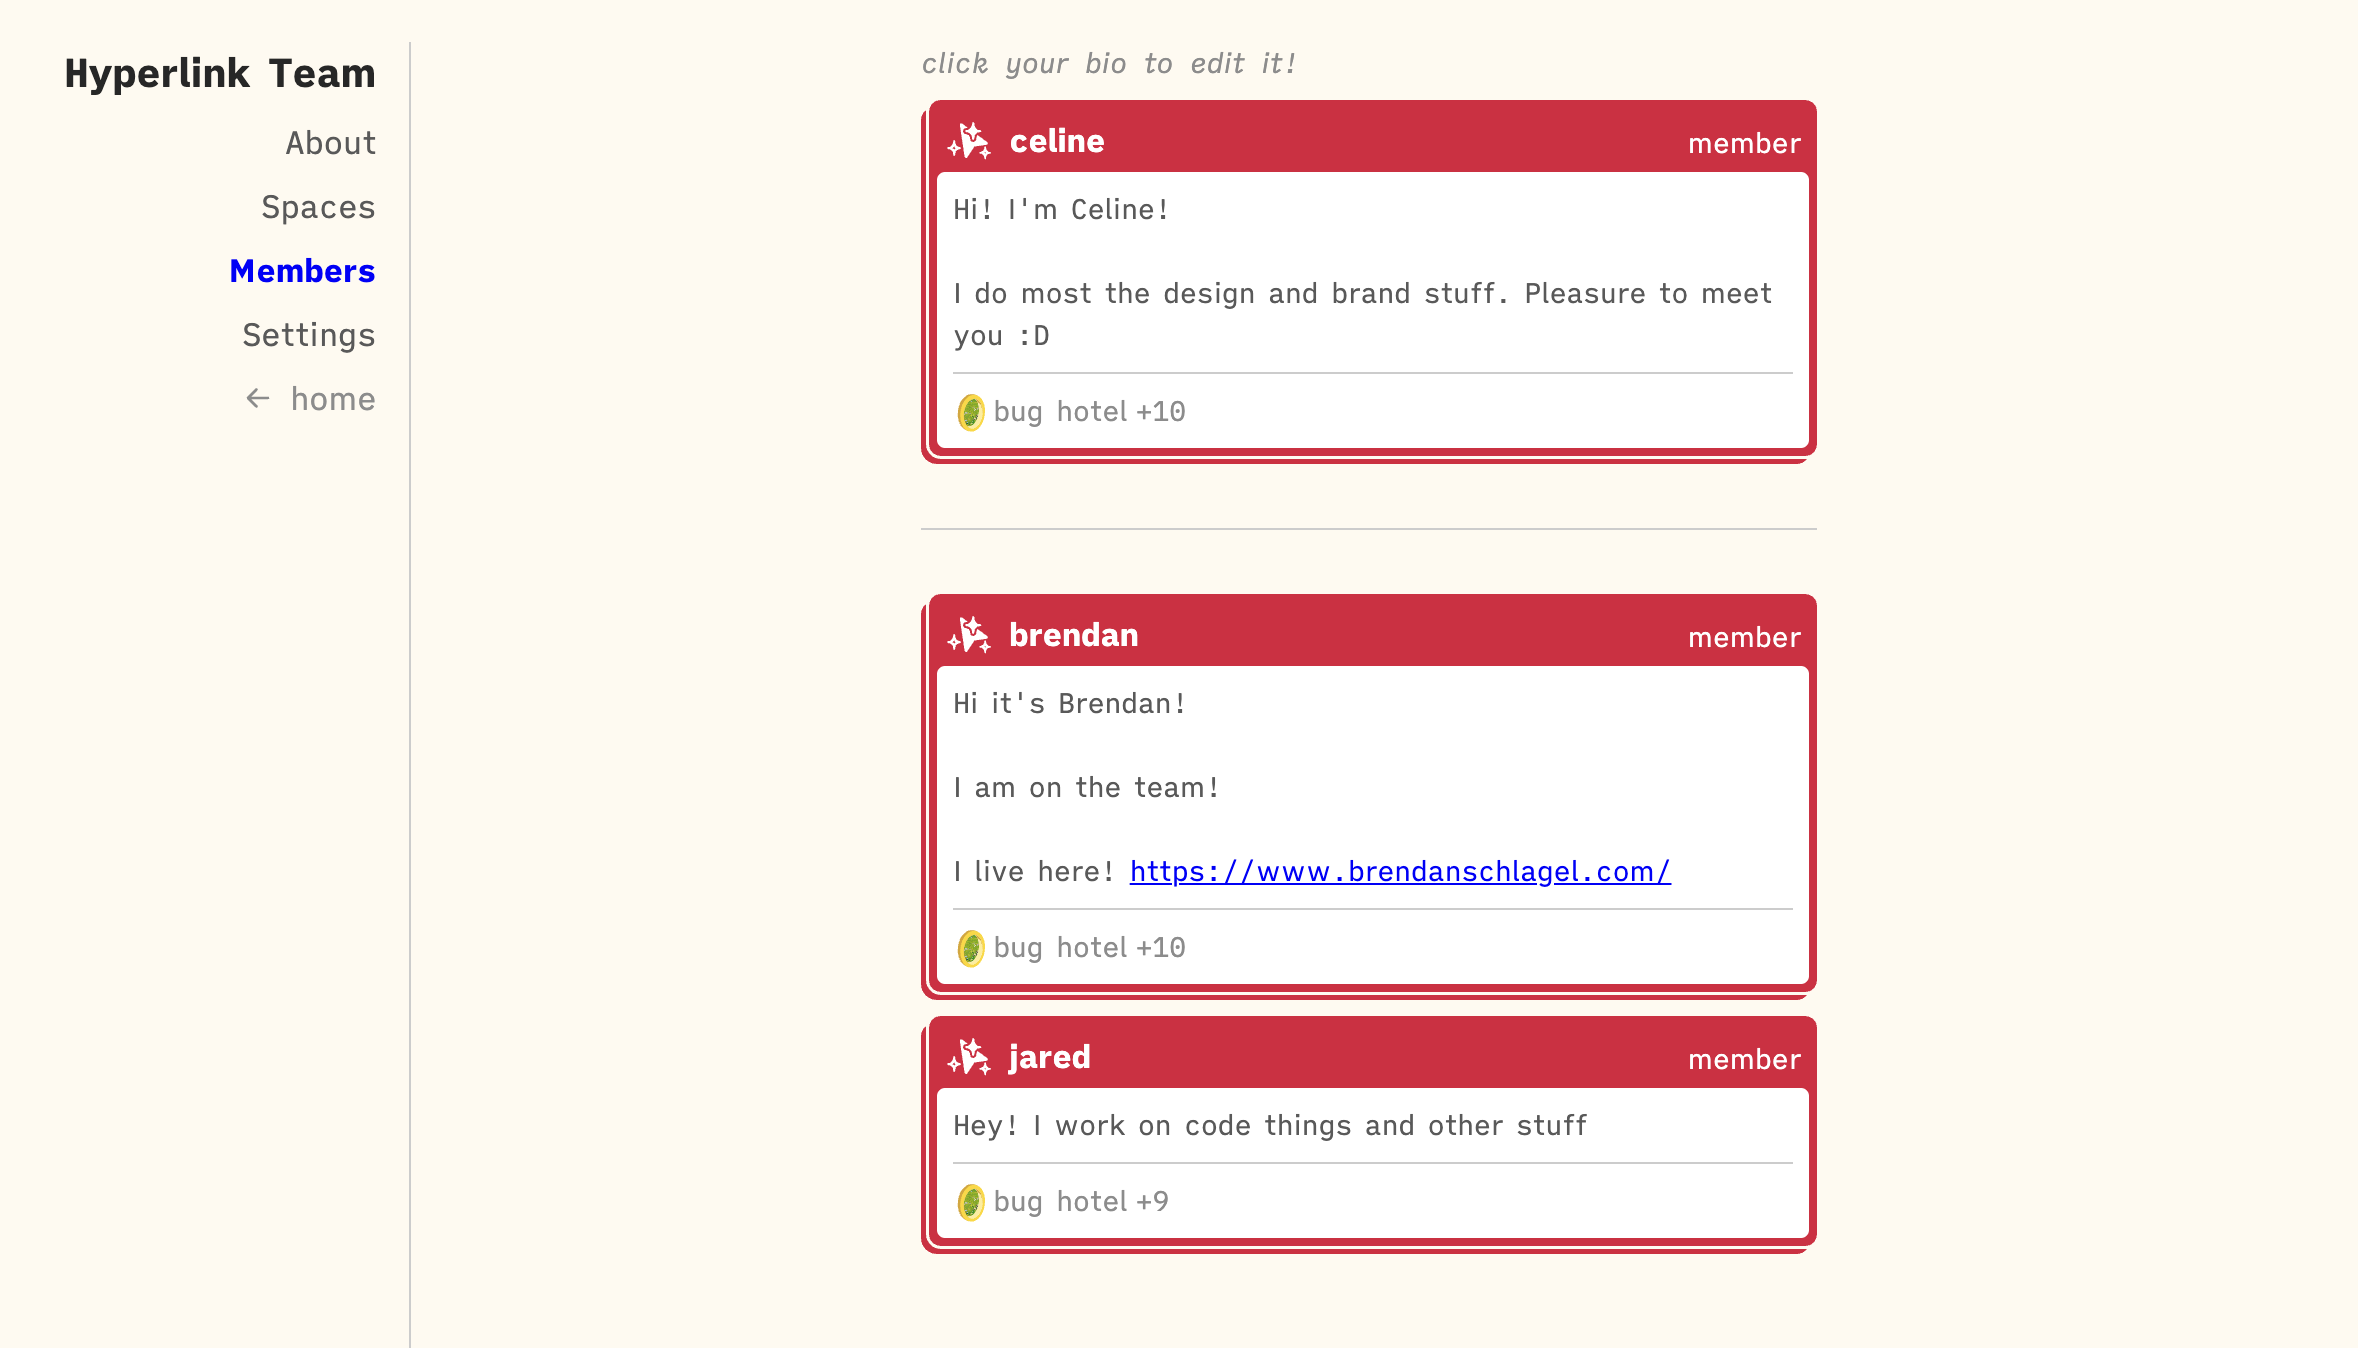 Hyperlink Team
About
Spaces
Members
Settings
← home
click your bio to edit it!
celine
member
Hi! I'm Celine!
I do most the design and brand stuff. Pleasure to meet
you :D
bug hotel +10
brendan
member
Hi it's Brendan!
I am on the team!
I live here! https://www.brendanschlagel.com/
bug hotel +10
jared
member
Hey! I work on code things and other stuff
bug hotel +9